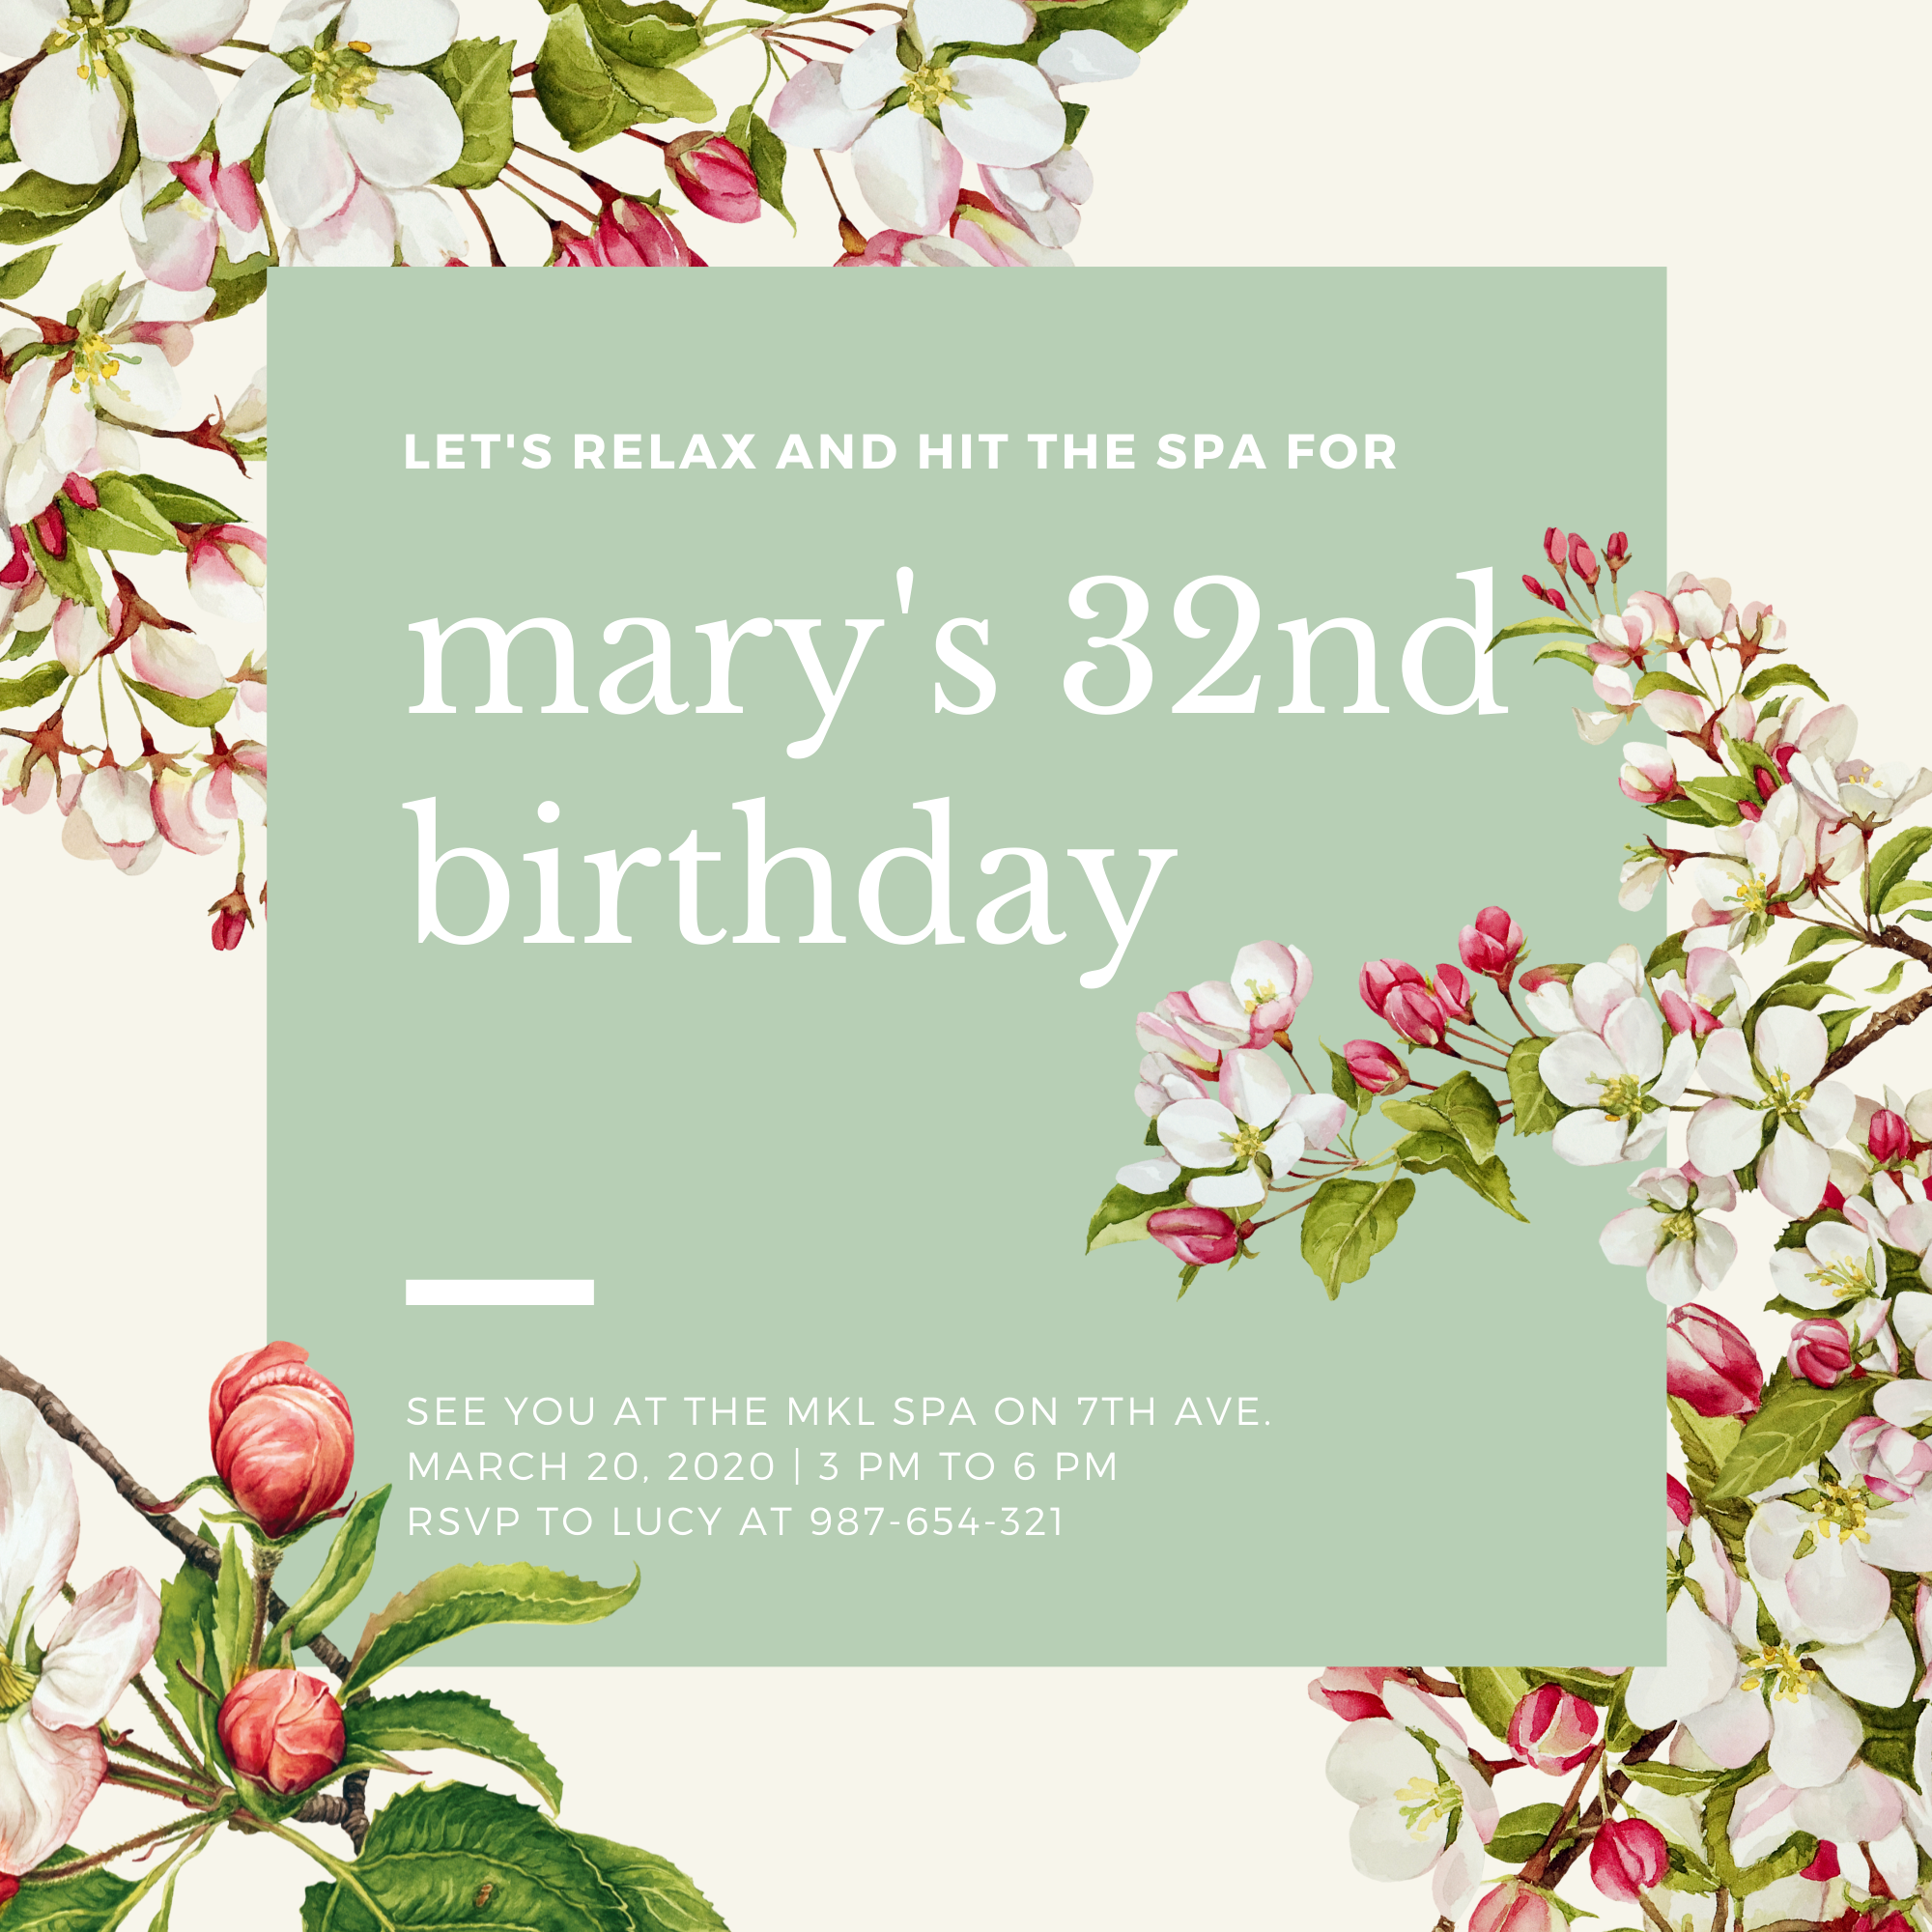 LET'S RELAX AND HIT THE SPA FOR
mary's 32nd
birthday
SEE YOU AT THE MKL SPA ON 7TH AVE.
MARCH 20, 2020 | 3 PM TO 6 PM
RSVP TO LUCY AT 987-654-321